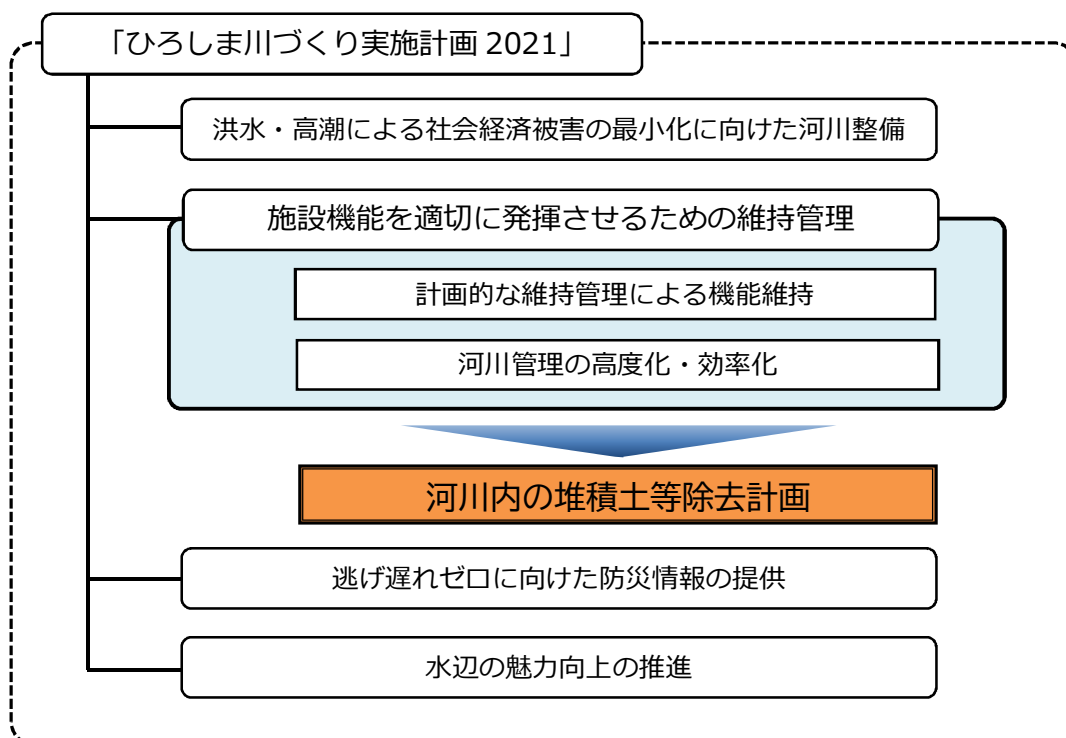 「ひろしま川づくり実施計画 2021」
洪水・高潮による社会経済被害の最小化に向けた河川整備
施設機能を適切に発揮させるための維持管理
計画的な維持管理による機能維持
河川管理の高度化・効率化
河川内の堆積土等除去計画
逃げ遅れゼロに向けた防災情報の提供
水辺の魅力向上の推進